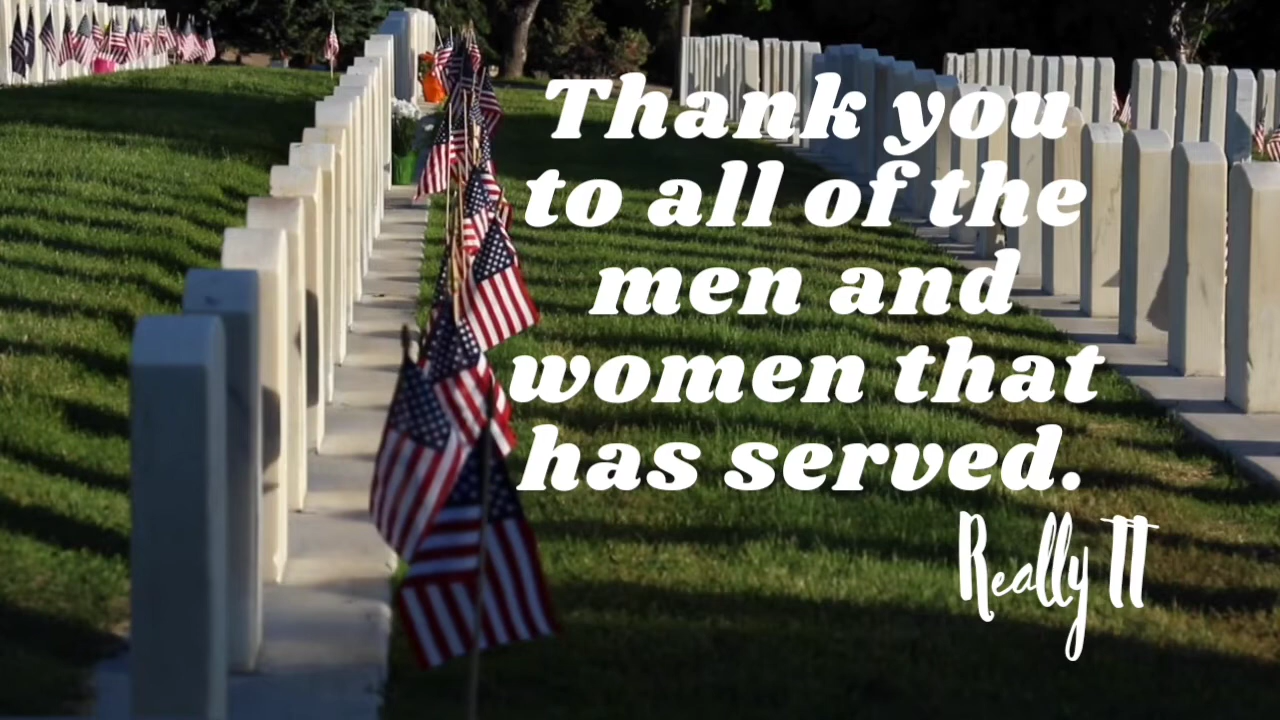 Thank you
to all of the
men and
women that
has served.
Really TT